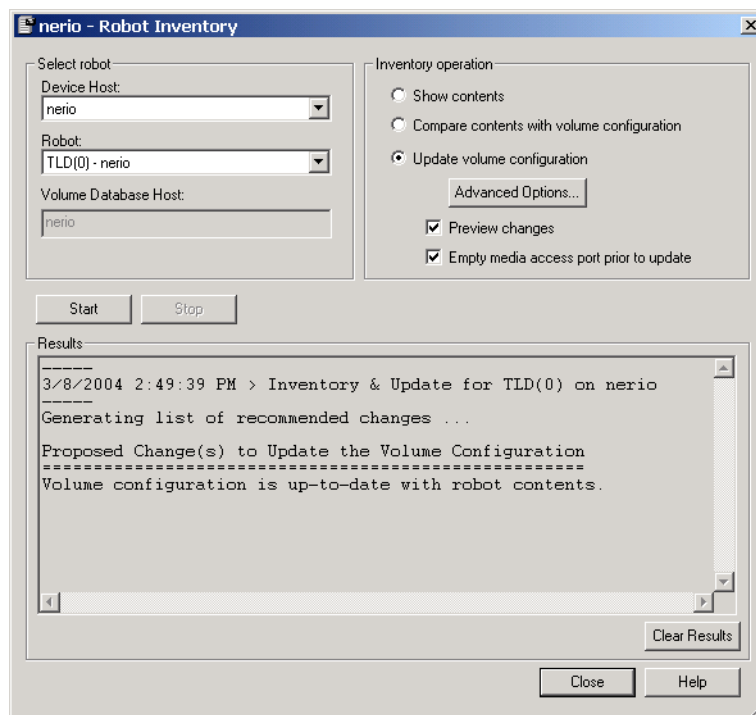 nerio - Robot Inventory
Select robot
Device Host:
nerio
Robot:
TLD(0) - nerio
Volume Database Host:
nerio
Inventory operation
Show contents
Compare contents with volume configuration
Update volume configuration
Advanced Options...
Preview changes
Empty media access port prior to update
Start
Stop
Results
-----
3/8/2004 2:49:39 PM > Inventory & Update for TLD(0) on nerio
-----
Generating list of recommended changes ...
Proposed Change(s) to Update the Volume Configuration
=====================================================
Volume configuration is up-to-date with robot contents.
Clear Results
Close
Help